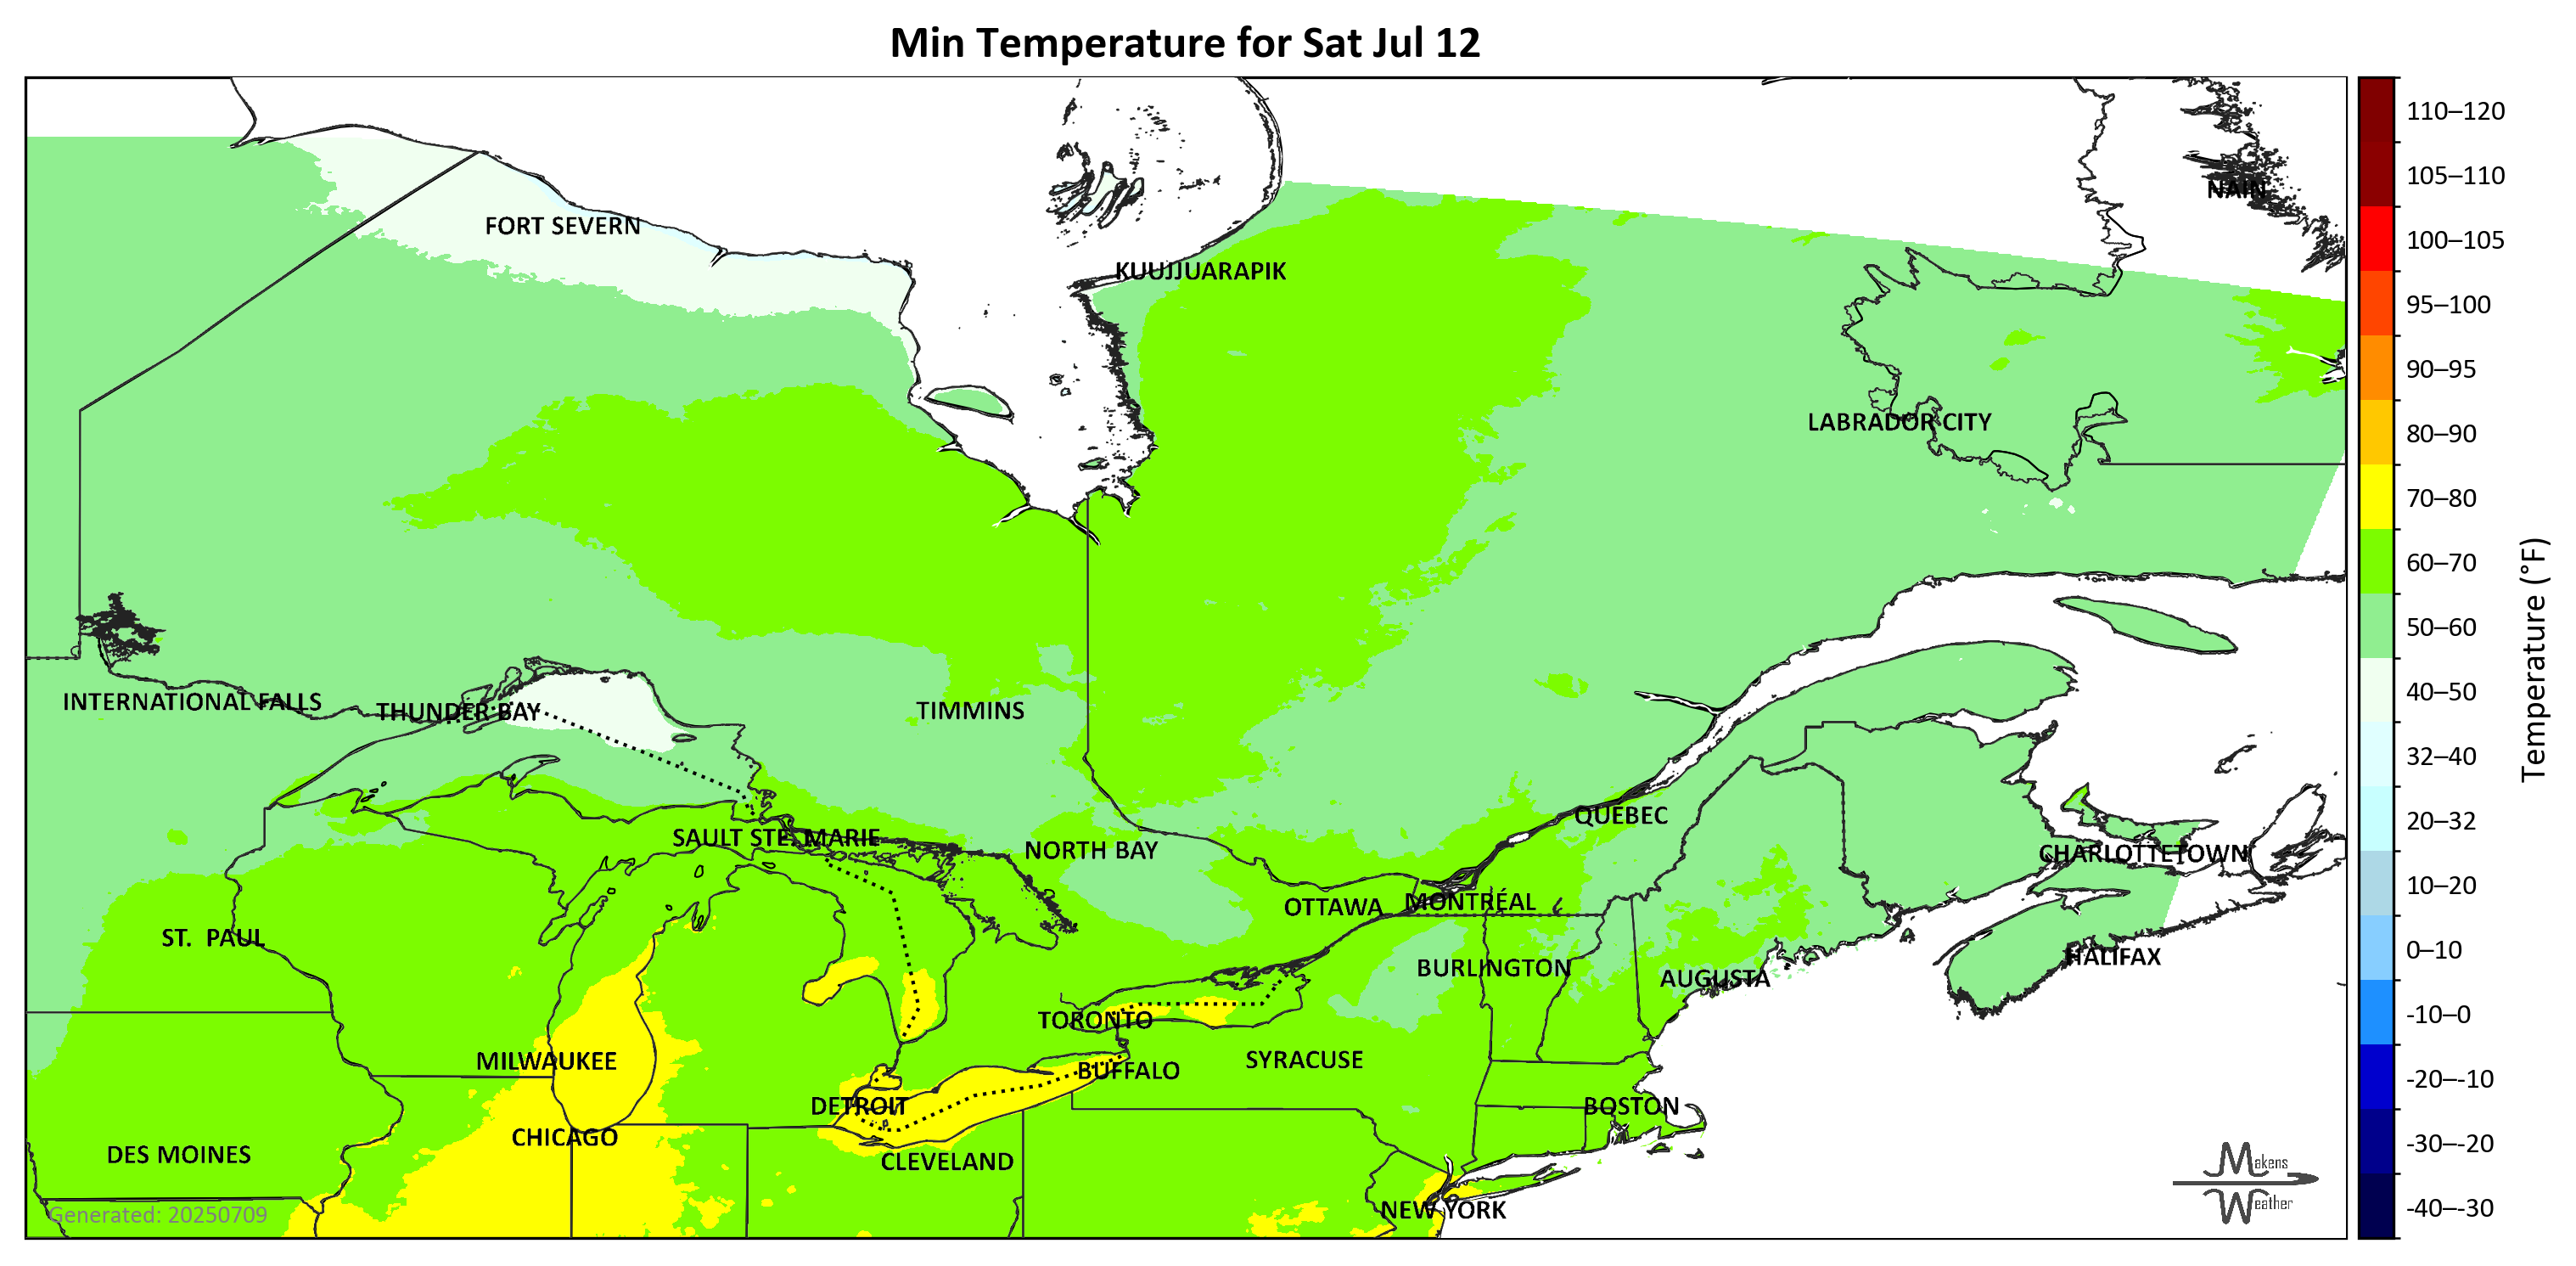 Min Temperature for Sat Jul 12
NAIN
FORT SEVERN
KUUJJUARAPIK
LABRADOR CITY
INTERNATIONAL FALLS
THUNDER BAY
TIMMINS
QUEBEC
SAULT STE. MARIE
NORTH BAY
CHARLOTTETOWN
OTTAWA
MONTRÉAL
ST. PAUL
BURLINGTON
AUGUSTA
HALIFAX
TORONTO
MILWAUKEE
SYRACUSE
BUFFALO
DETROIT
BOSTON
CHICAGO
DES MOINES
CLEVELAND
NEW YORK
Generated: 20250709
Makens
Weather
110–120
105–110
100–105
95–100
90–95
80–90
70–80
60–70
50–60
40–50
32–40
20–32
10–20
0–10
-10–0
-20–-10
-30–-20
-40–-30
Temperature (°F)